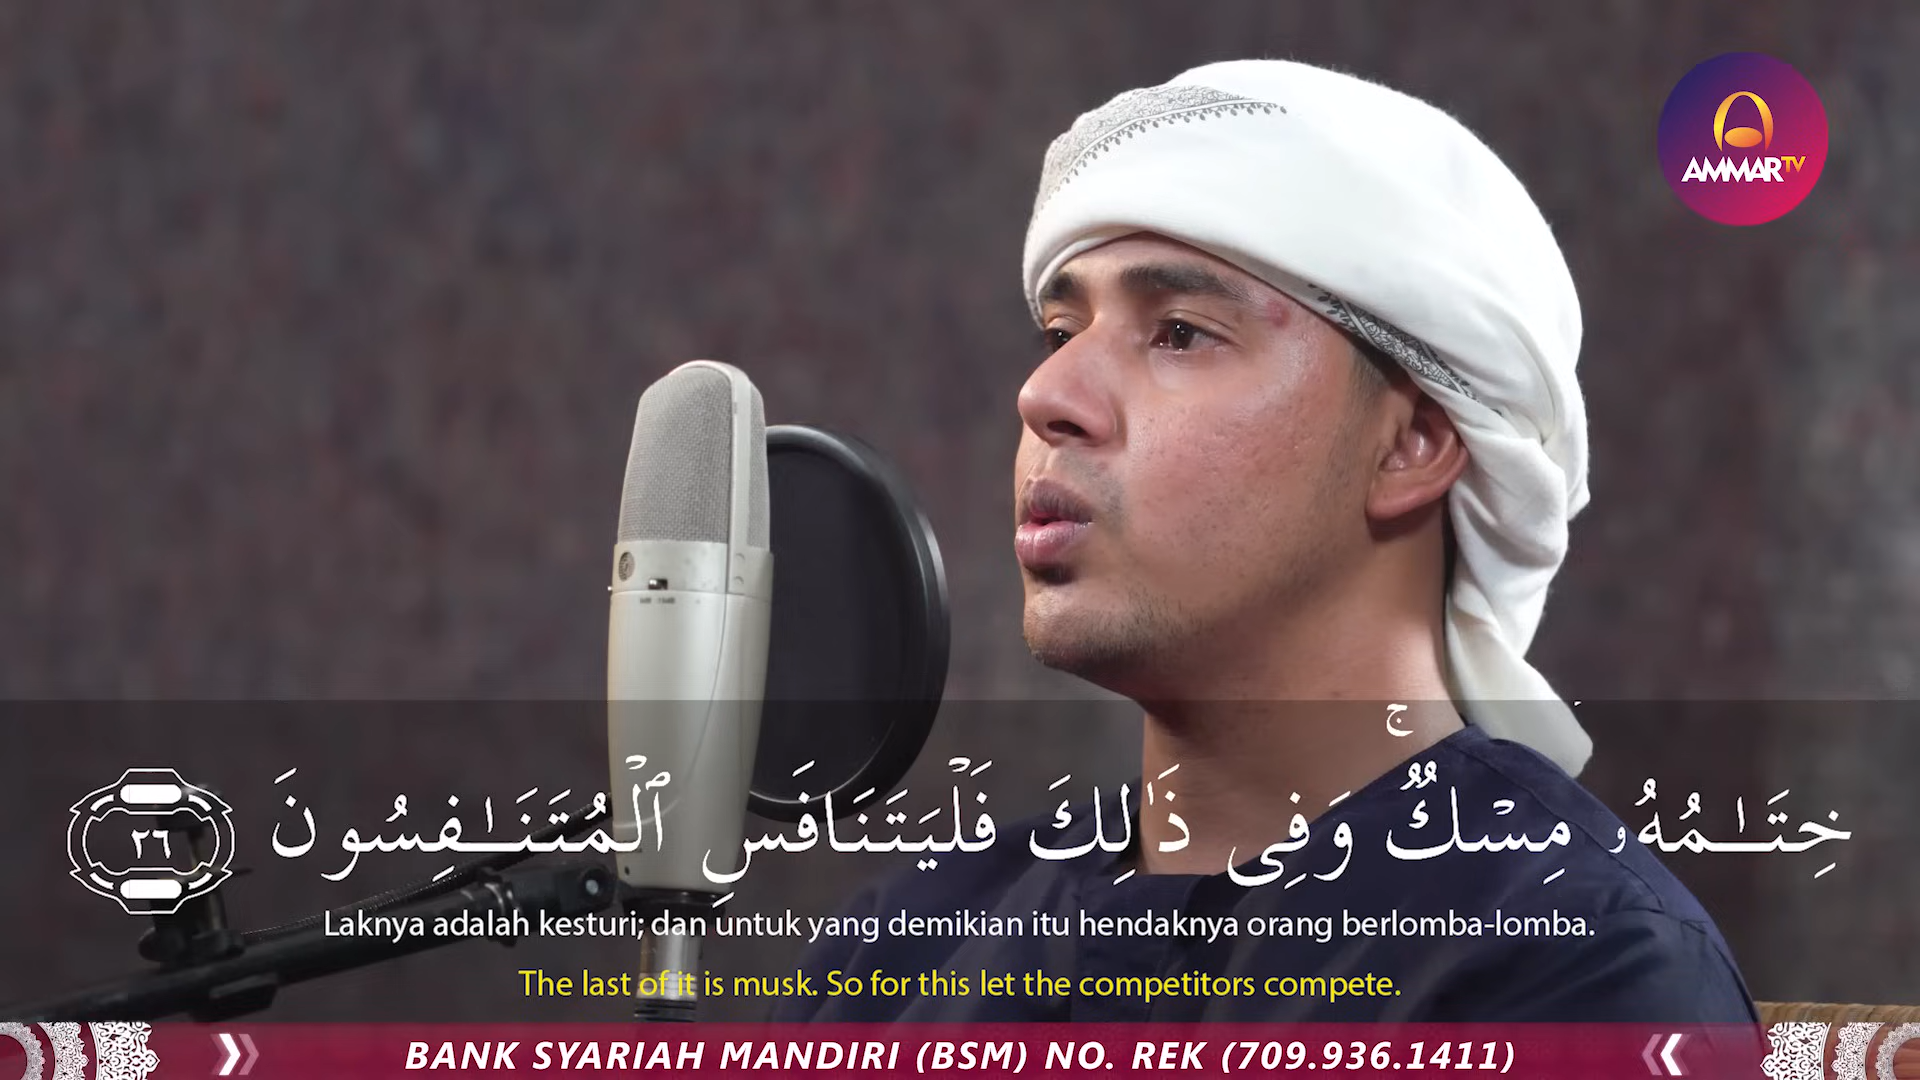 AMMARTV
خِتَـٰمُهُۥ مِسْكٌ ۚ وَفِى ذَٰلِكَ فَلْيَتَنَافَسِ ٱلْمُتَنَـٰفِسُونَ ٢٦
Laknya adalah kesturi; dan untuk yang demikian itu hendaknya orang berlomba-lomba.
The last of it is musk. So for this let the competitors compete.
BANK SYARIAH MANDIRI (BSM) NO. REK (709.936.1411)